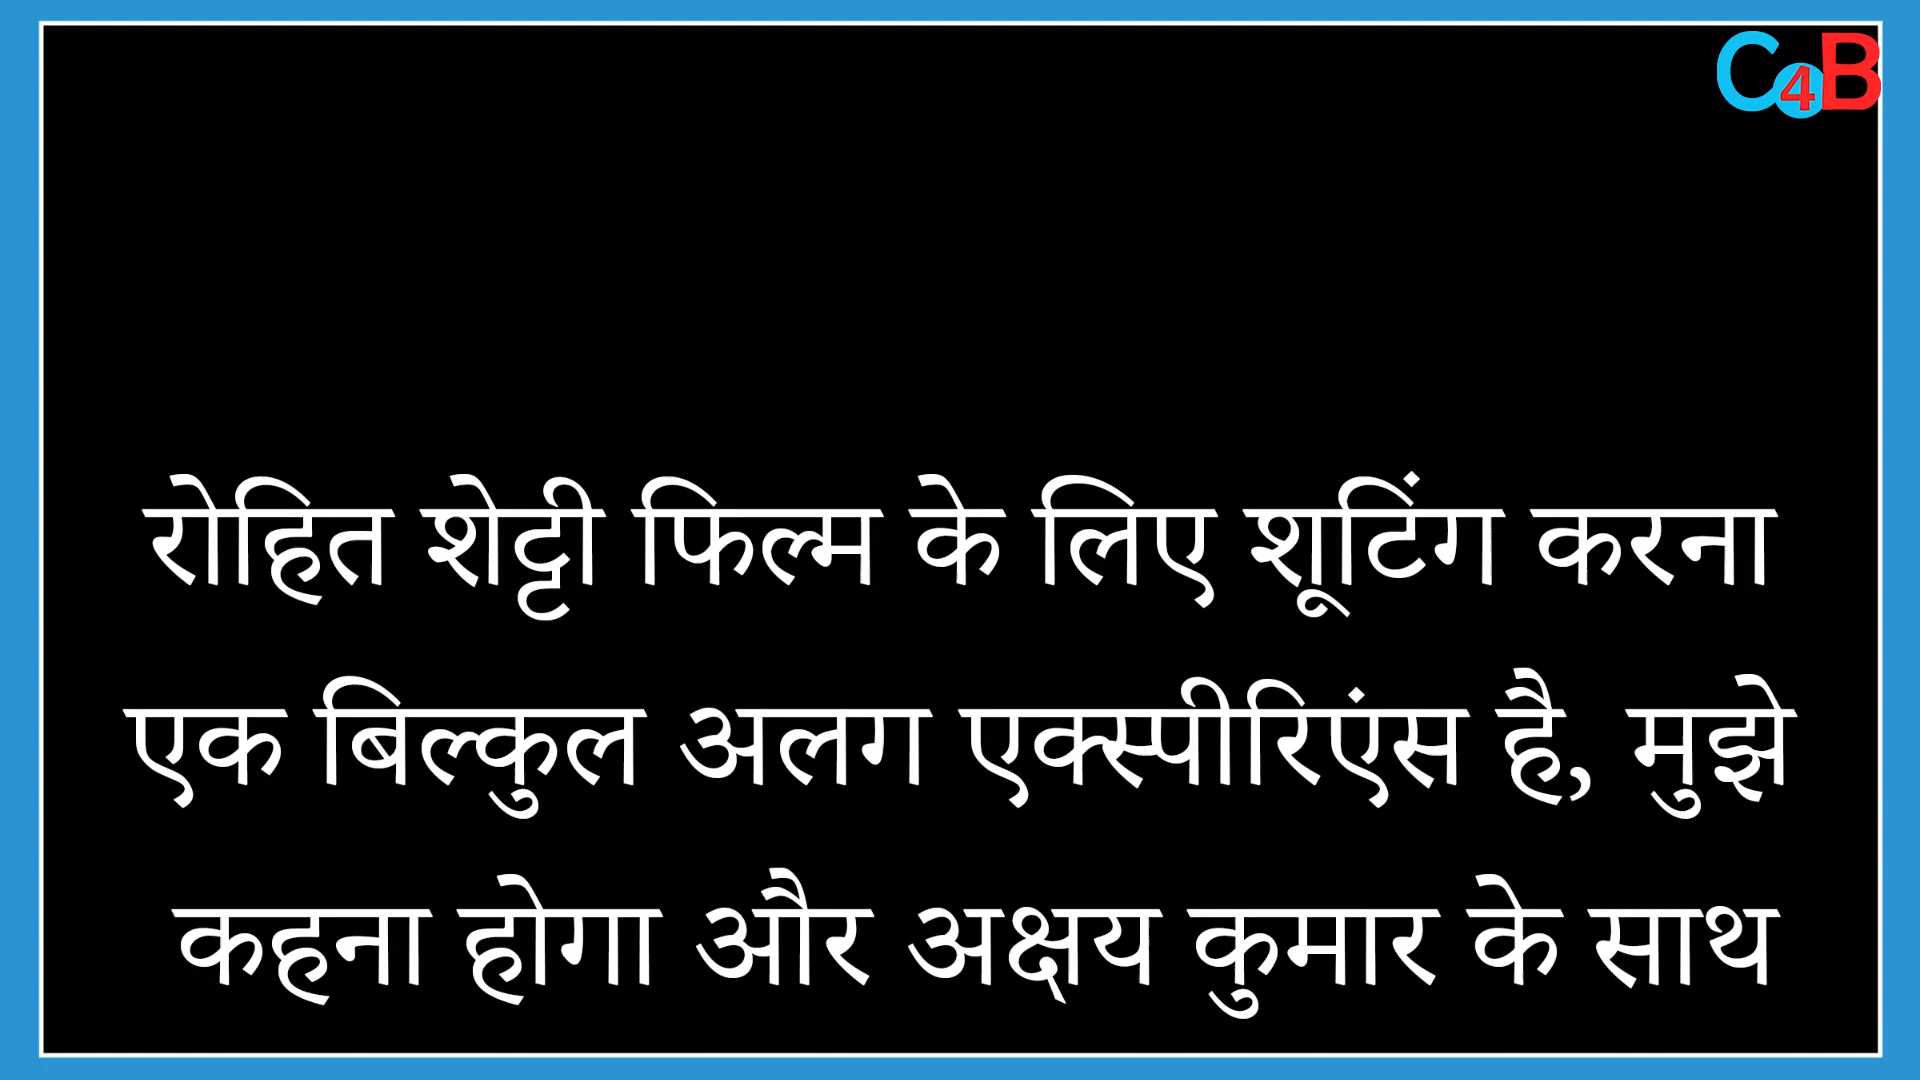 C4B
रोहित शेट्टी फिल्म के लिए शूटिंग करना
एक बिल्कुल अलग एक्स्पीरिएंस है, मुझे
कहना होगा और अक्षय कुमार के साथ